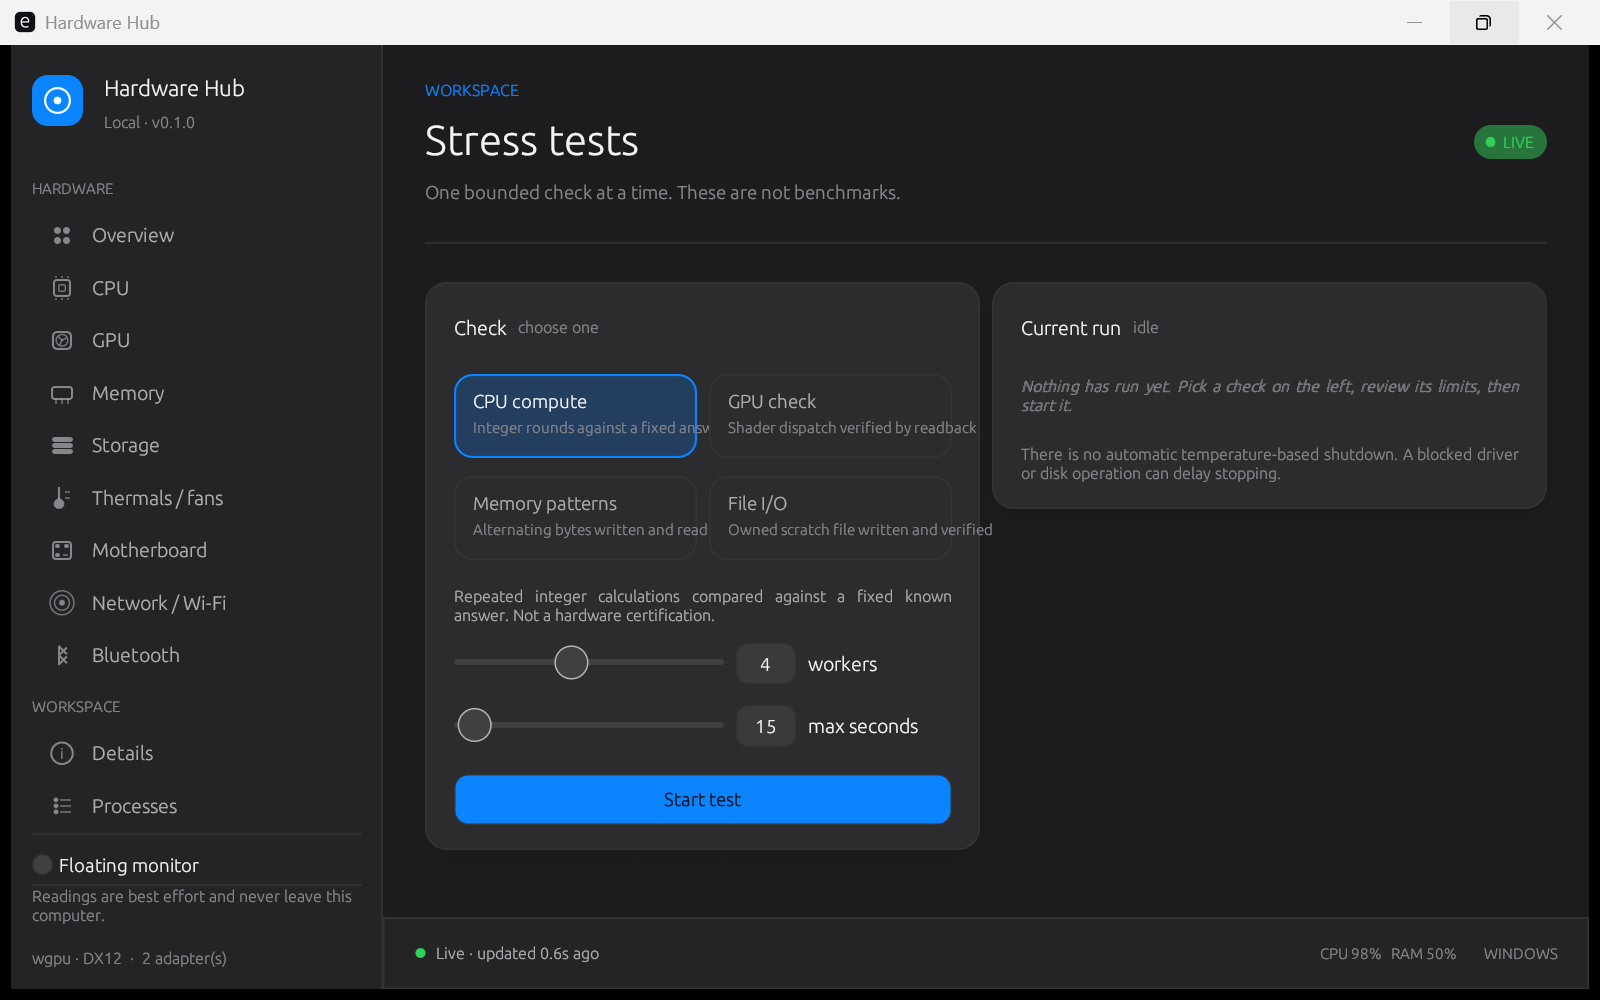 Hardware Hub
Hardware Hub
Local · v0.1.0
HARDWARE
Overview
CPU
GPU
Memory
Storage
Thermals / fans
Motherboard
Network / Wi-Fi
Bluetooth
WORKSPACE
Details
Processes
Floating monitor
Readings are best effort and never leave this
computer.
wgpu · DX12 · 2 adapter(s)
WORKSPACE
Stress tests
LIVE
One bounded check at a time. These are not benchmarks.
Check choose one
CPU compute
Integer rounds against a fixed answ
GPU check
Shader dispatch verified by readback
Memory patterns
Alternating bytes written and read
File I/O
Owned scratch file written and verified
Repeated integer calculations compared against a fixed known
answer. Not a hardware certification.
4 workers
15 max seconds
Start test
Current run idle
Nothing has run yet. Pick a check on the left, review its limits, then
start it.
There is no automatic temperature-based shutdown. A blocked driver
or disk operation can delay stopping.
Live · updated 0.6s ago
CPU 98% RAM 50% WINDOWS